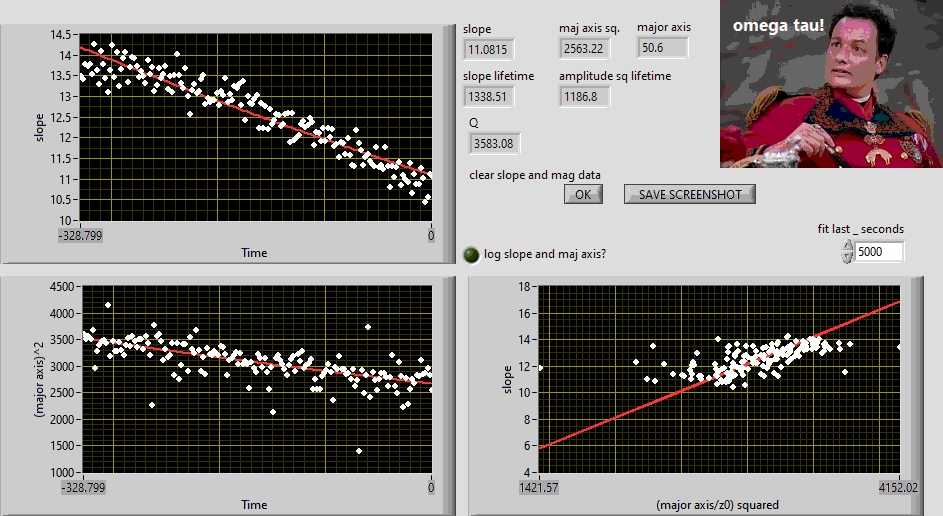 omega tau!
slope
maj axis sq.
major axis
11.0815
2563.22
50.6
slope lifetime
amplitude sq lifetime
1338.51
1186.8
Q
3583.08
clear slope and mag data
OK
SAVE SCREENSHOT
fit last _ seconds
5000
log slope and maj axis?
14.5
14
13.5
13
12.5
12
11.5
11
10.5
10
slope
-328.799
0
Time
4500
4000
3500
3000
2500
2000
1500
1000
(major axis)^2
-328.799
0
Time
18
16
14
12
10
8
6
4
slope
1421.57
4152.02
(major axis/z0) squared